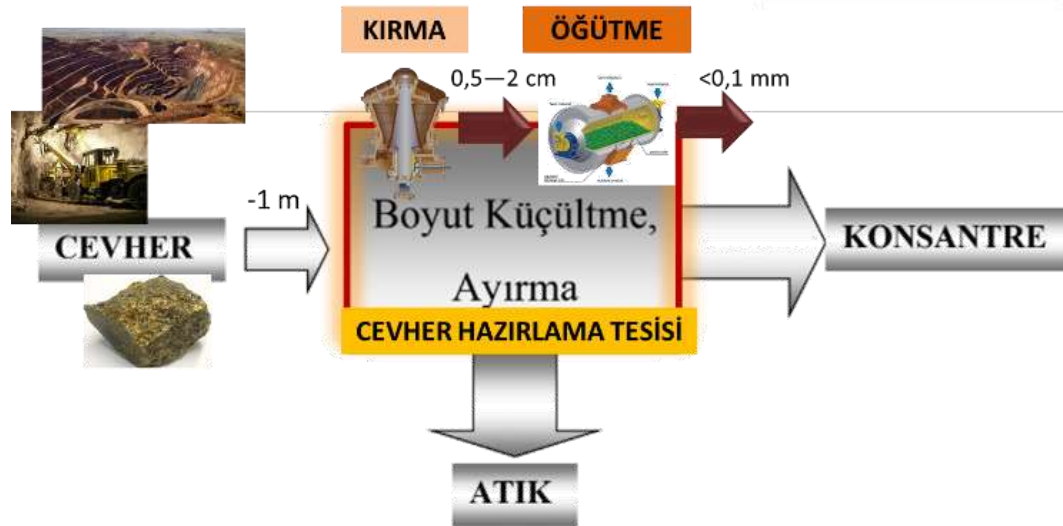 KIRMA
ÖĞÜTME
0,5—2 cm
<0,1 mm
-1 m
CEVHER
Boyut Küçültme,
Ayırma
KONSANTRE
CEVHER HAZIRLAMA TESİSİ
ATIK